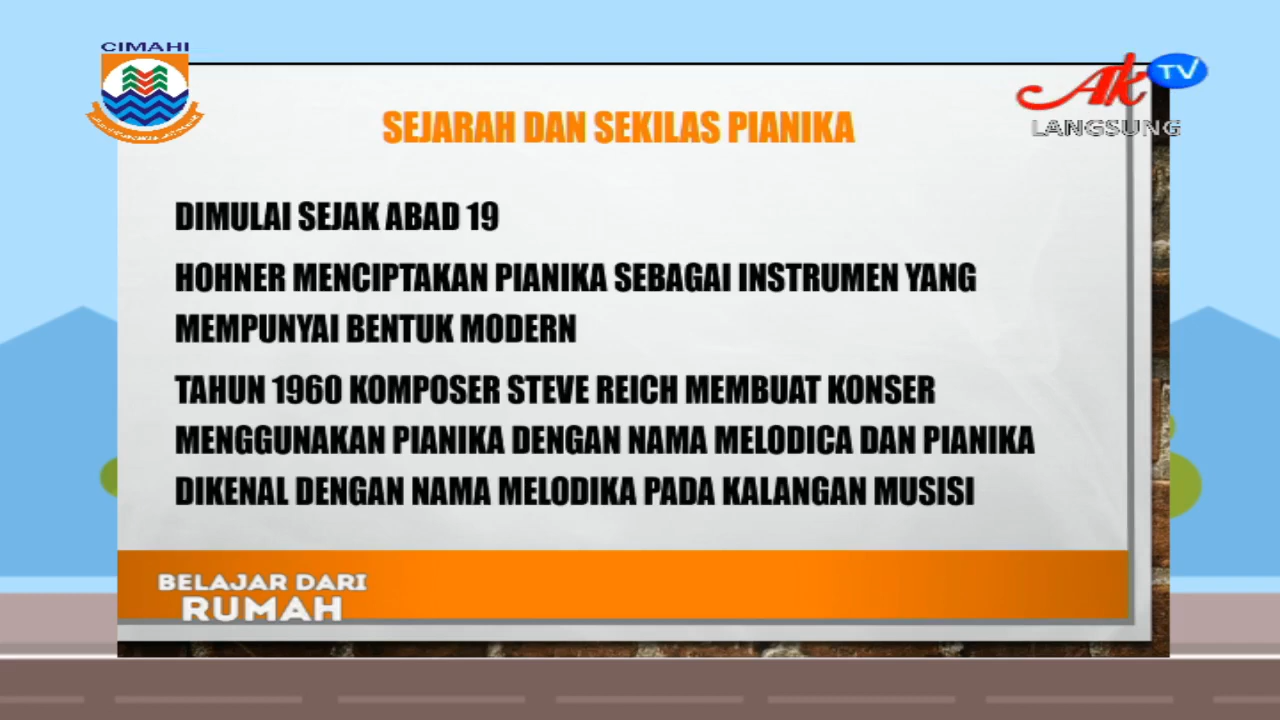 CIMAHI
Ak TV
LANGSUNG
SEJARAH DAN SEKILAS PIANIKA
DIMULAI SEJAK ABAD 19
HOHNER MENCIPTAKAN PIANIKA SEBAGAI INSTRUMEN YANG
MEMPUNYAI BENTUK MODERN
TAHUN 1960 KOMPOSER STEVE REICH MEMBUAT KONSER
MENGGUNAKAN PIANIKA DENGAN NAMA MELODICA DAN PIANIKA
DIKENAL DENGAN NAMA MELODIKA PADA KALANGAN MUSISI
BELAJAR DARI
RUMAH